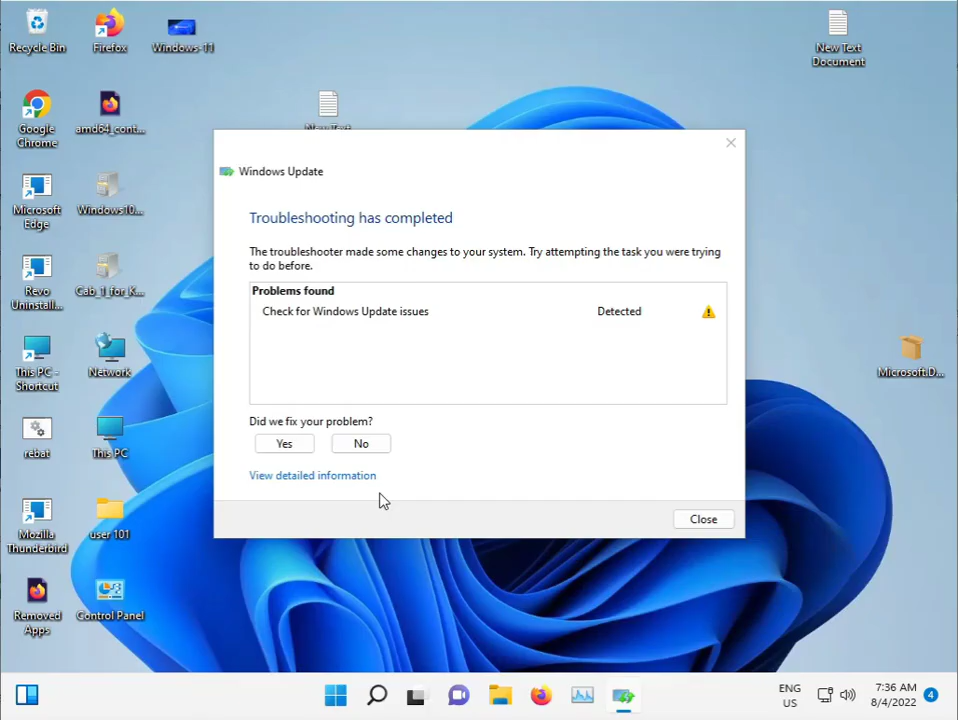 Recycle Bin
Firefox
Windows-11
New Text
Document
Google
Chrome
amd64_cont...
New Text
Microsoft
Edge
Windows10...
Revo
Uninstall...
Cab_1_for_K...
This PC -
Shortcut
Network
Microsoft.D...
rebat
This PC
Mozilla
Thunderbird
user 101
Removed
Apps
Control Panel
Windows Update
Troubleshooting has completed
The troubleshooter made some changes to your system. Try attempting the task you were trying
to do before.
Problems found
Check for Windows Update issues Detected
Did we fix your problem?
Yes No
View detailed information
Close
ENG
US
7:36 AM
8/4/2022
4